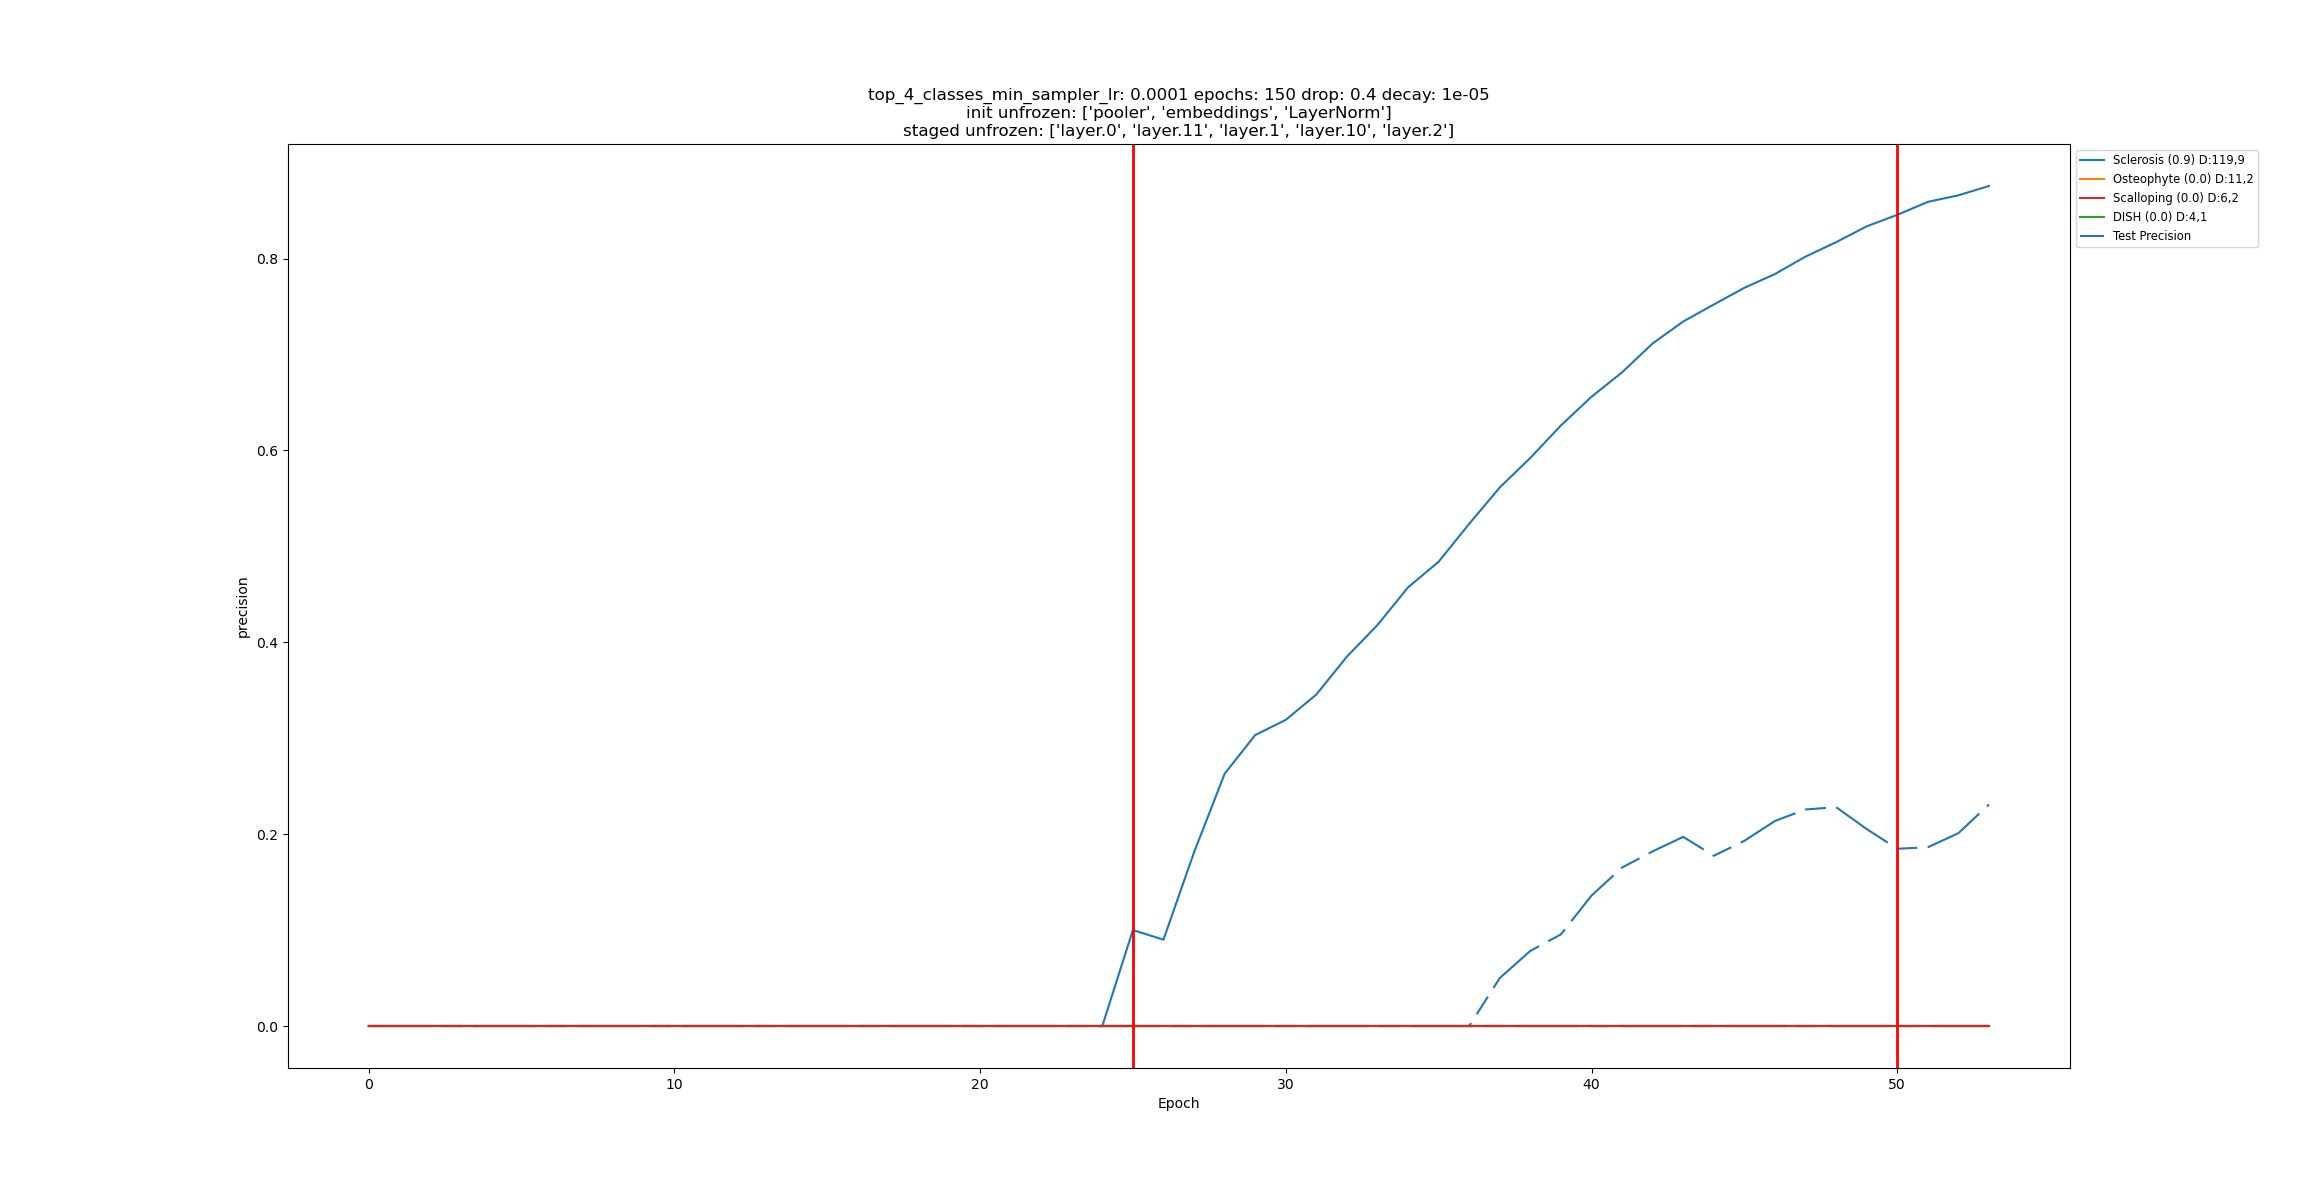 top_4_classes_min_sampler_lr: 0.0001 epochs: 150 drop: 0.4 decay: 1e-05
init unfrozen: ['pooler', 'embeddings', 'LayerNorm']
staged unfrozen: ['layer.0', 'layer.11', 'layer.1', 'layer.10', 'layer.2']
Sclerosis (0.9) D:119,9
Osteophyte (0.0) D:11,2
Scalloping (0.0) D:6,2
DISH (0.0) D:4,1
Test Precision
precision
0.8
0.6
0.4
0.2
0.0
0 10 20 30 40 50
Epoch